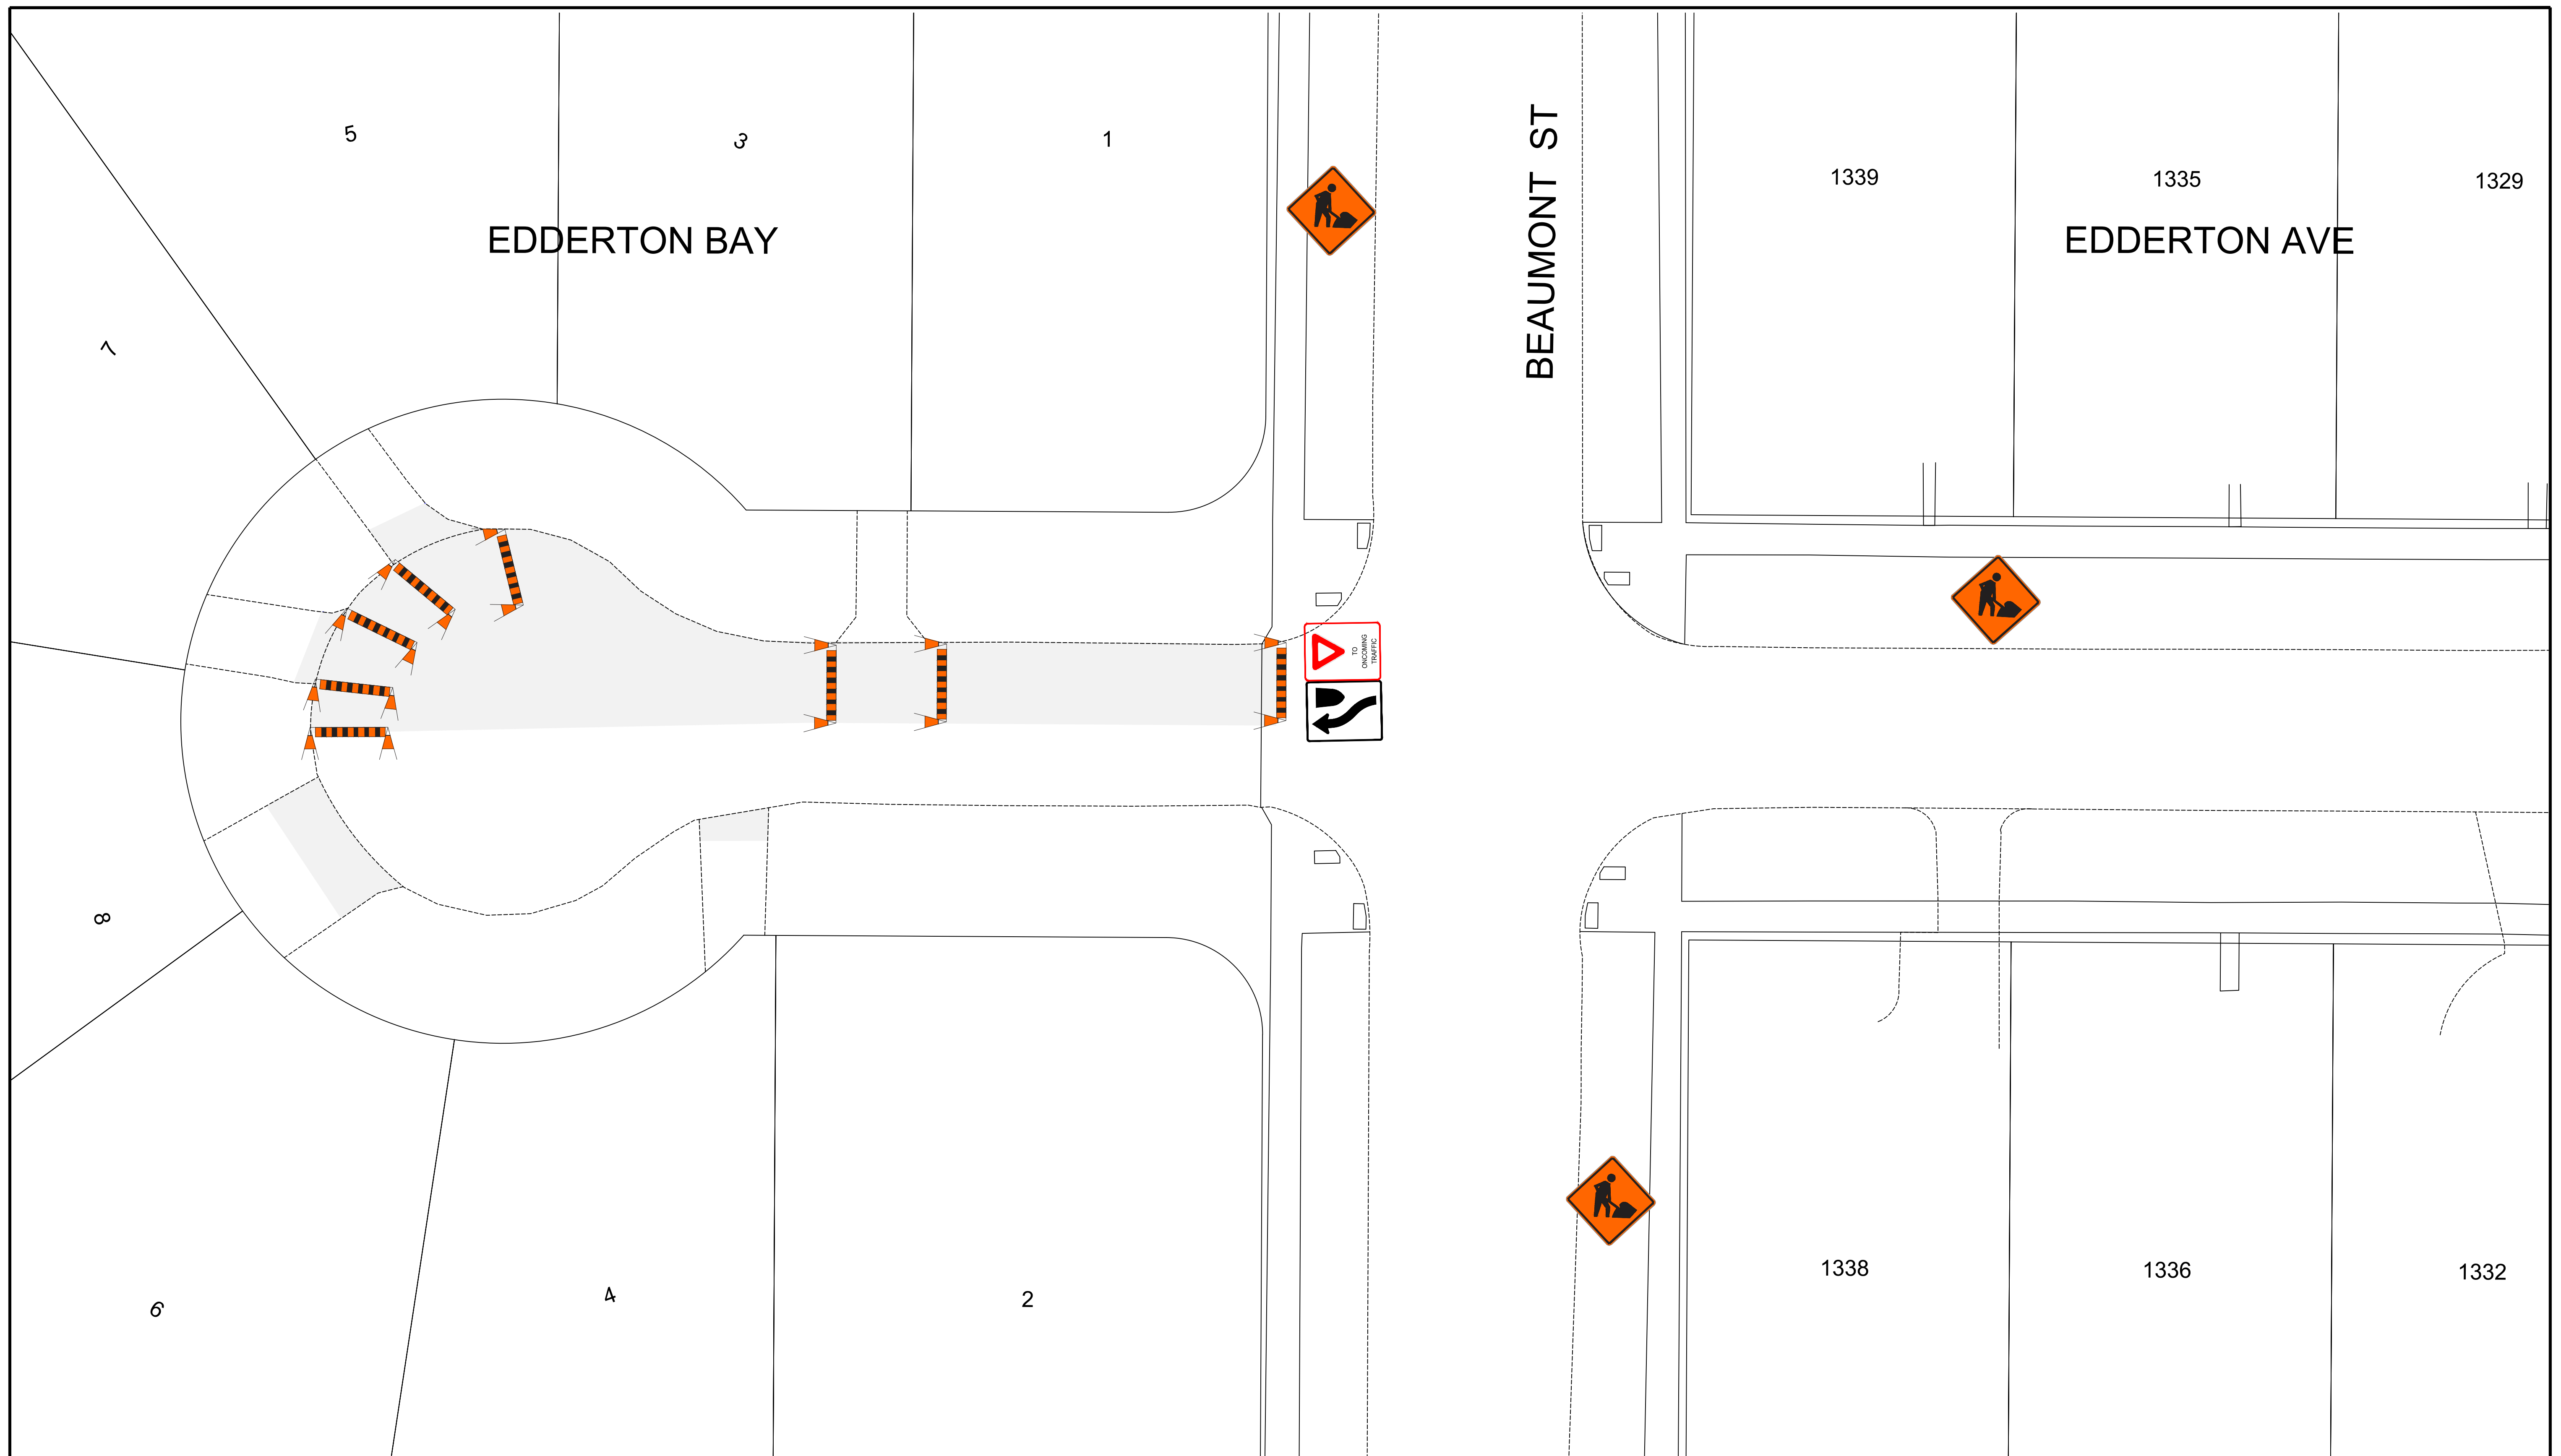 5
3
1
1339
1335
1329
EDDERTON BAY
BEAUMONT ST
EDDERTON AVE
7
TO
ONCOMING
TRAFFIC
8
6
4
2
1338
1336
1332